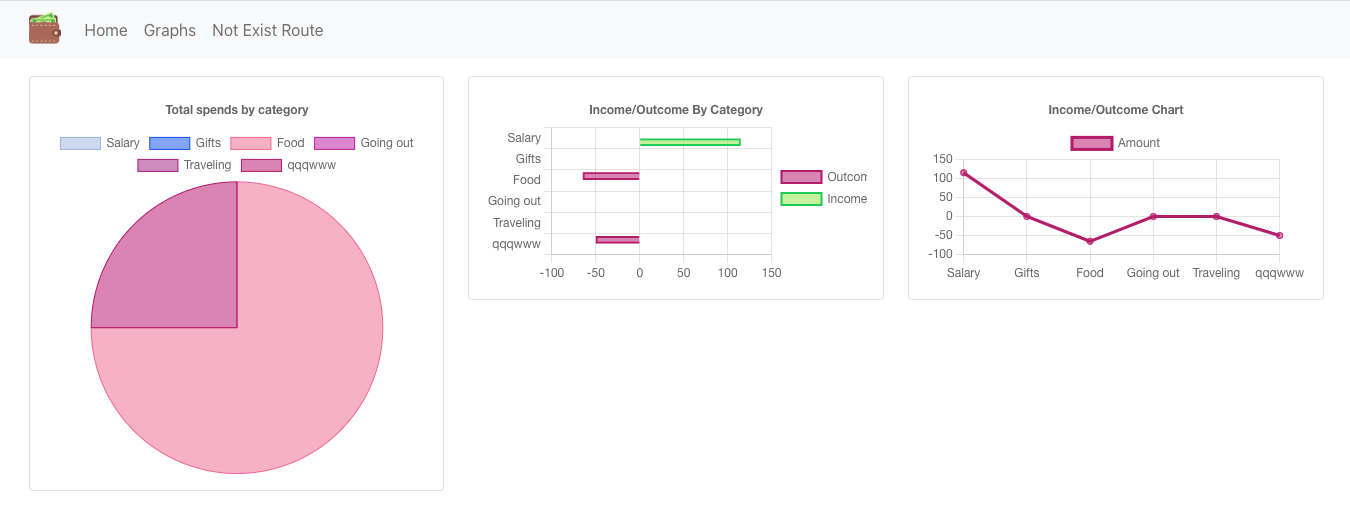 Home Graphs Not Exist Route
Total spends by category
Salary Gifts Food Going out
Traveling qqqwww
Income/Outcome By Category
Salary
Gifts
Food
Going out
Traveling
qqqwww
-100 -50 0 50 100 150
Outcon
Income
Income/Outcome Chart
Amount
150
100
50
0
-50
-100
Salary Gifts Food Going out Traveling qqqwww